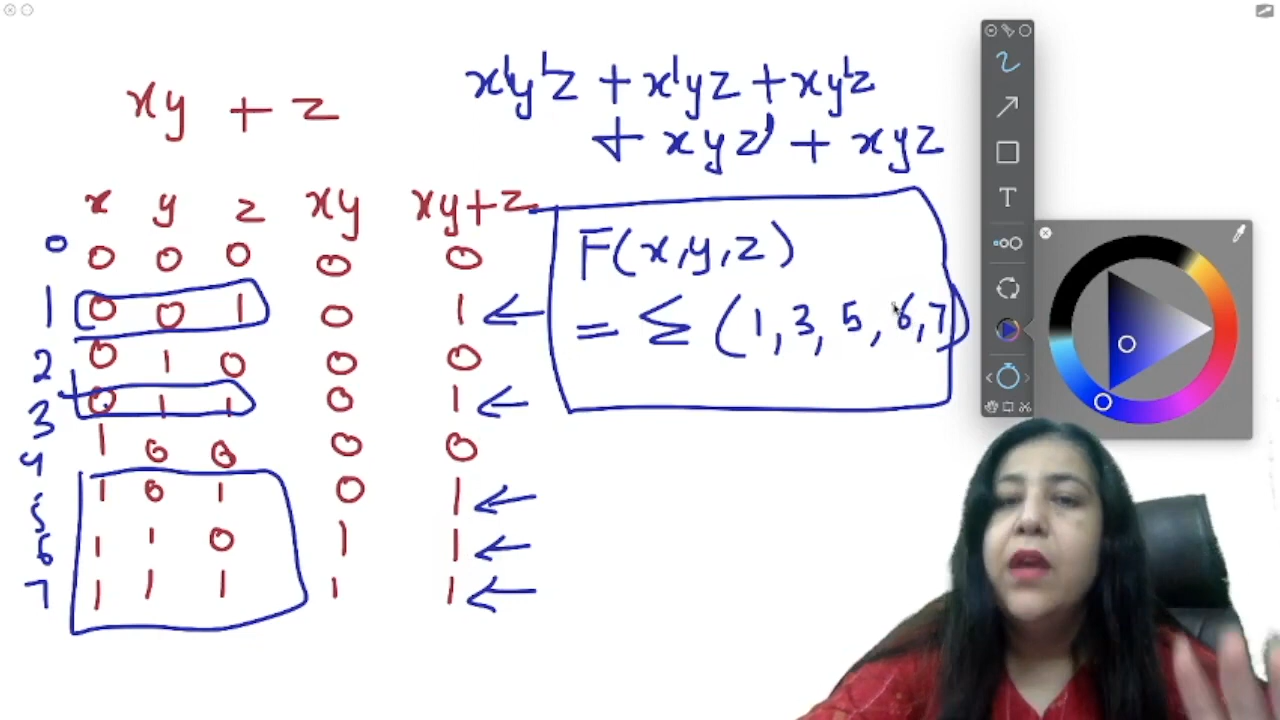 xy + z
x'y'z + x'yz + xy'z
+ xyz' + xyz
x y z xy xy+z
0 0 0 0 0 0
1 0 0 1 0 1 ←
2 0 1 0 0 0
3 0 1 1 0 1 ←
4 1 0 0 0 0
5 1 0 1 0 1 ←
6 1 1 0 1 1 ←
7 1 1 1 1 1 ←
F(x,y,z)
= Σ (1,3,5,6,7)
T